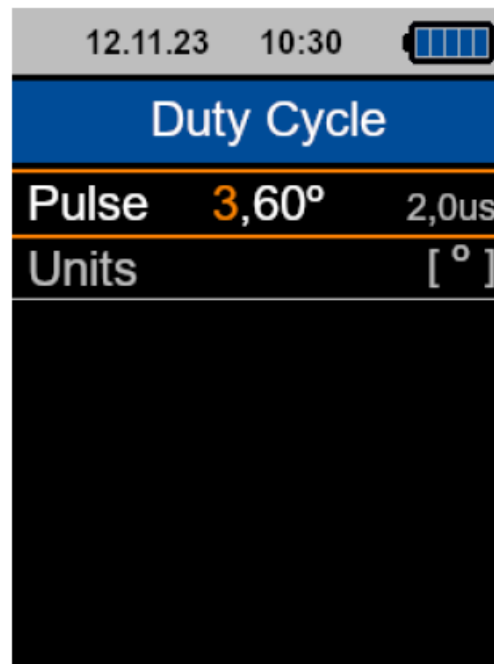 12.11.23 10:30
Duty Cycle
Pulse 3,60º 2,0us
Units [ º ]